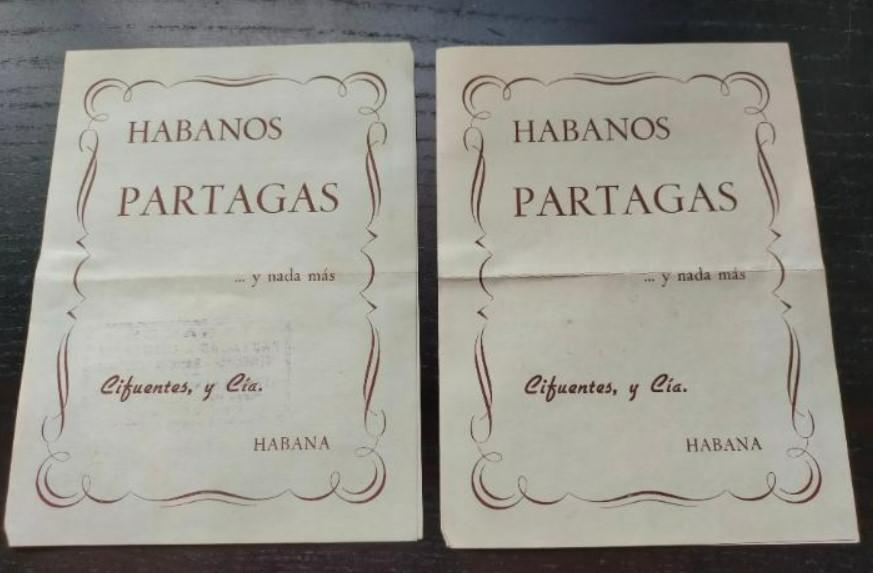 HABANOS
PARTAGAS
... y nada más
Cifuentes, y Cía.
HABANA
HABANOS
PARTAGAS
... y nada más
Cifuentes, y Cía.
HABANA